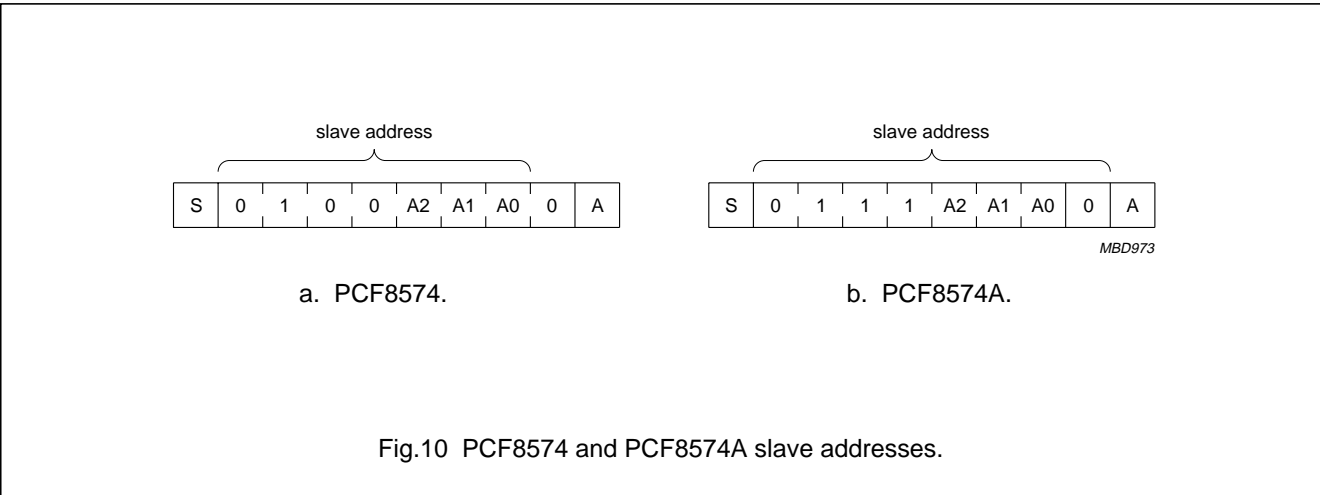 slave address
S 0 1 0 0 A2 A1 A0 0 A
a. PCF8574.
slave address
S 0 1 1 1 A2 A1 A0 0 A
MBD973
b. PCF8574A.
Fig.10 PCF8574 and PCF8574A slave addresses.